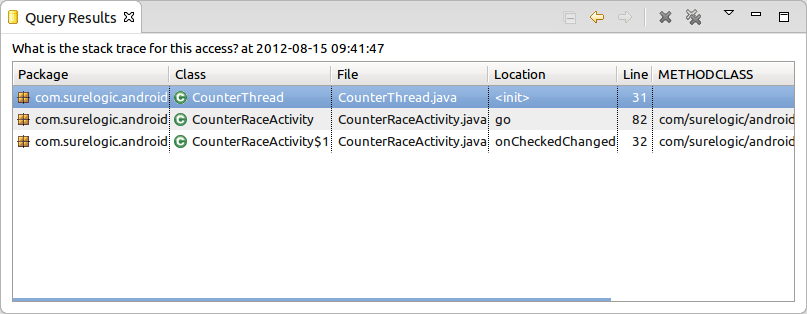 Query Results
What is the stack trace for this access? at 2012-08-15 09:41:47
Package Class File Location Line METHODCLASS
com.surelogic.android CounterThread CounterThread.java <init> 31
com.surelogic.android CounterRaceActivity CounterRaceActivity.java go 82 com/surelogic/android
com.surelogic.android CounterRaceActivity$1 CounterRaceActivity.java onCheckedChanged 32 com/surelogic/android